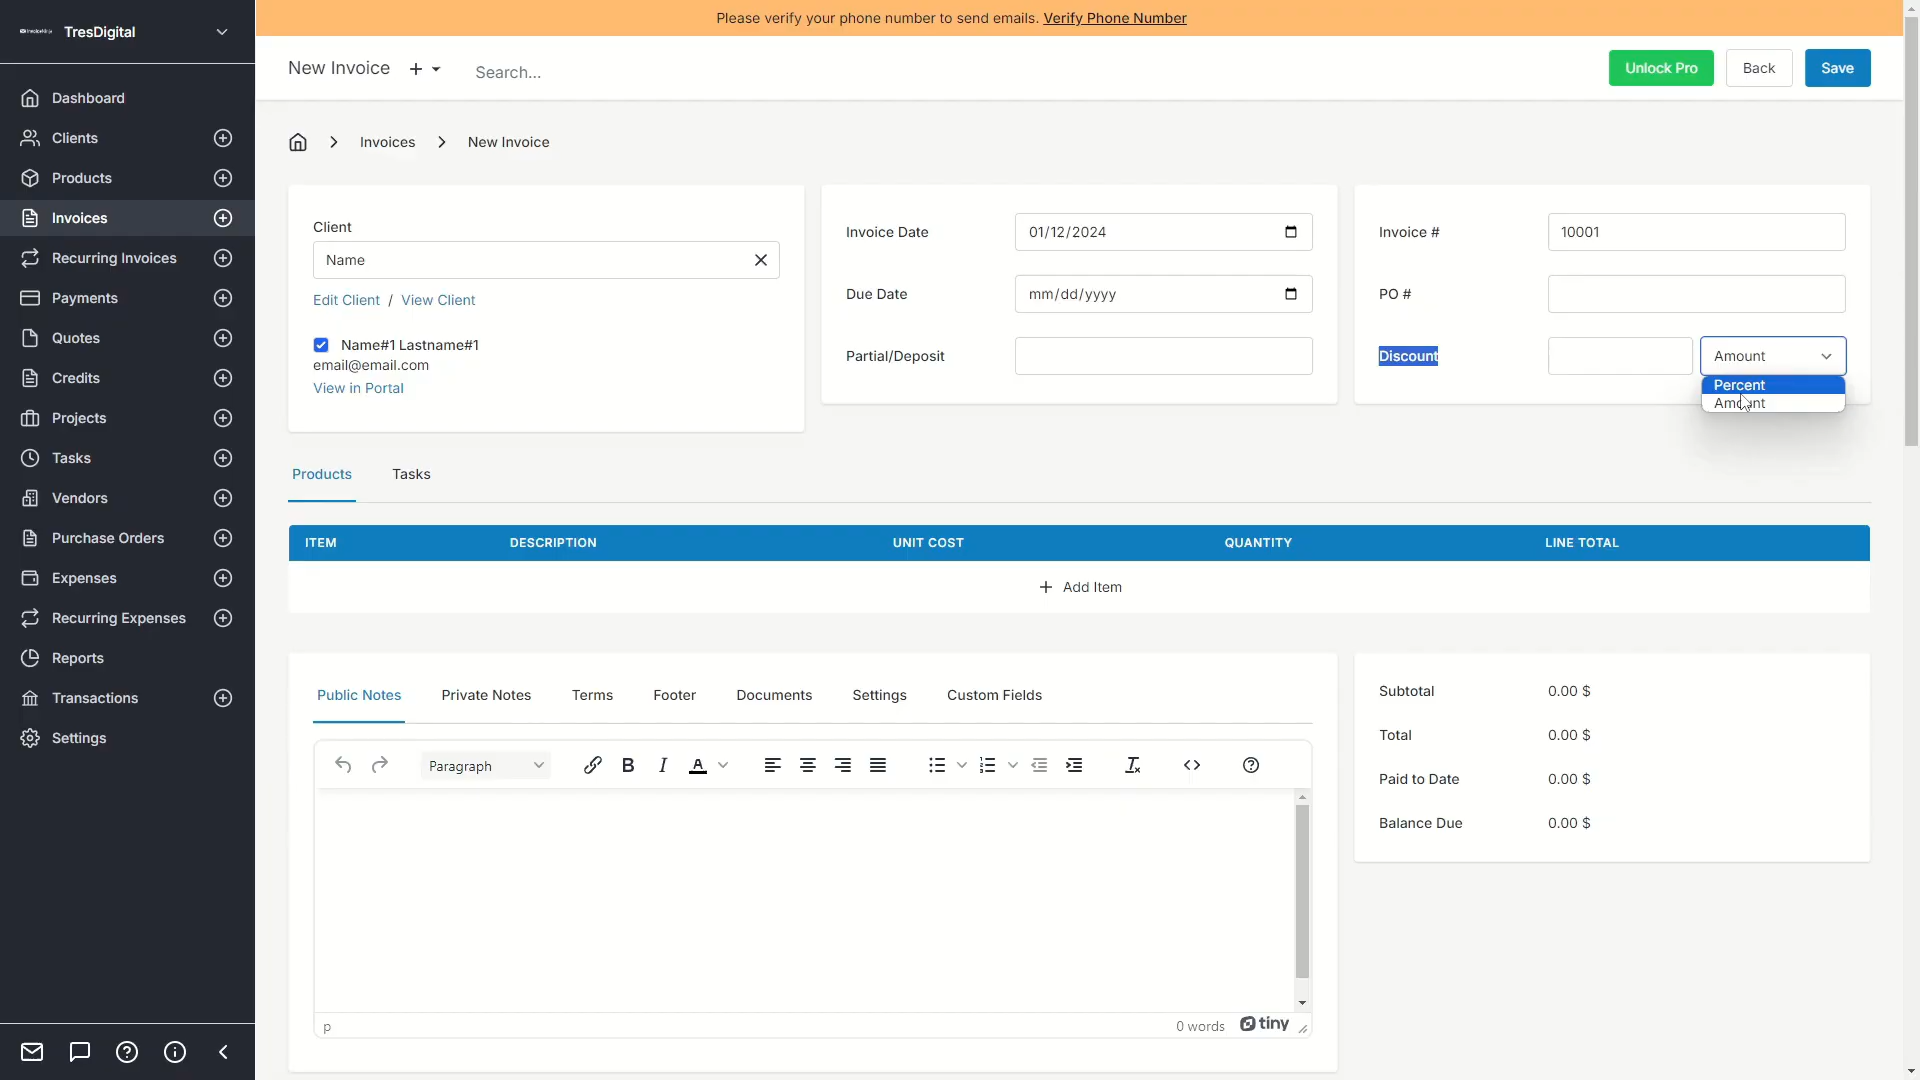 TresDigital
Please verify your phone number to send emails. Verify Phone Number
New Invoice
Search...
Unlock Pro
Back
Save
Dashboard
Clients
Products
Invoices
Recurring Invoices
Payments
Quotes
Credits
Projects
Tasks
Vendors
Purchase Orders
Expenses
Recurring Expenses
Reports
Transactions
Settings
Invoices
New Invoice
Client
Name
Edit Client / View Client
Name#1 Lastname#1
email@email.com
View in Portal
Invoice Date
01/12/2024
Due Date
mm/dd/yyyy
Partial/Deposit
Invoice #
10001
PO #
Discount
Amount
Percent
Amount
Products
Tasks
ITEM
DESCRIPTION
UNIT COST
QUANTITY
LINE TOTAL
Add Item
Public Notes
Private Notes
Terms
Footer
Documents
Settings
Custom Fields
Paragraph
p
0 words
tiny
Subtotal
0.00 $
Total
0.00 $
Paid to Date
0.00 $
Balance Due
0.00 $